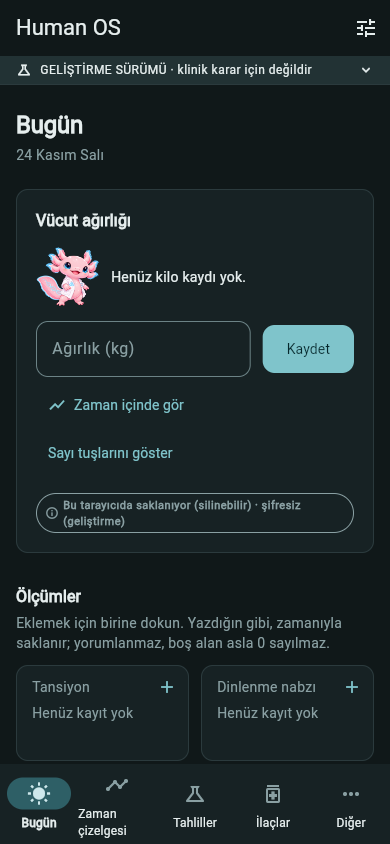 Human OS
GELİŞTİRME SÜRÜMÜ · klinik karar için değildir
Bugün
24 Kasım Salı
Vücut ağırlığı
Henüz kilo kaydı yok.
Ağırlık (kg)
Kaydet
Zaman içinde gör
Sayı tuşlarını göster
Bu tarayıcıda saklanıyor (silinebilir) · şifresiz
(geliştirme)
Ölçümler
Eklemek için birine dokun. Yazdığın gibi, zamanıyla
saklanır; yorumlanmaz, boş alan asla 0 sayılmaz.
Tansiyon
Henüz kayıt yok
Dinlenme nabzı
Henüz kayıt yok
Bugün
Zaman
çizelgesi
Tahliller
İlaçlar
Diğer